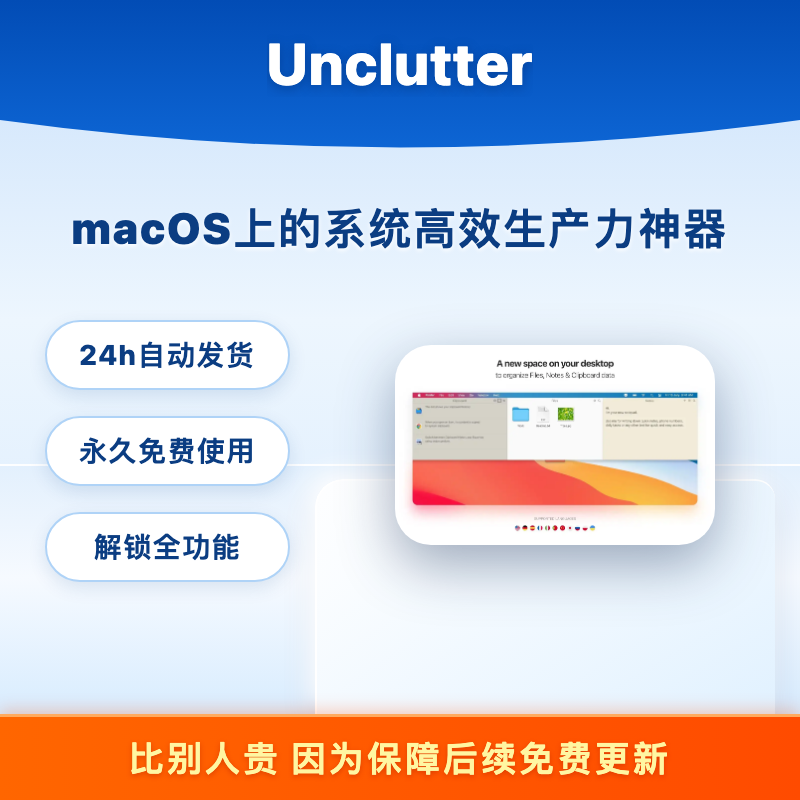 Unclutter
macOS上的系统高效生产力神器
24h自动发货
永久免费使用
解锁全功能
A new space on your desktop
to organize Files, Notes & Clipboard data
比别人贵 因为保障后续免费更新